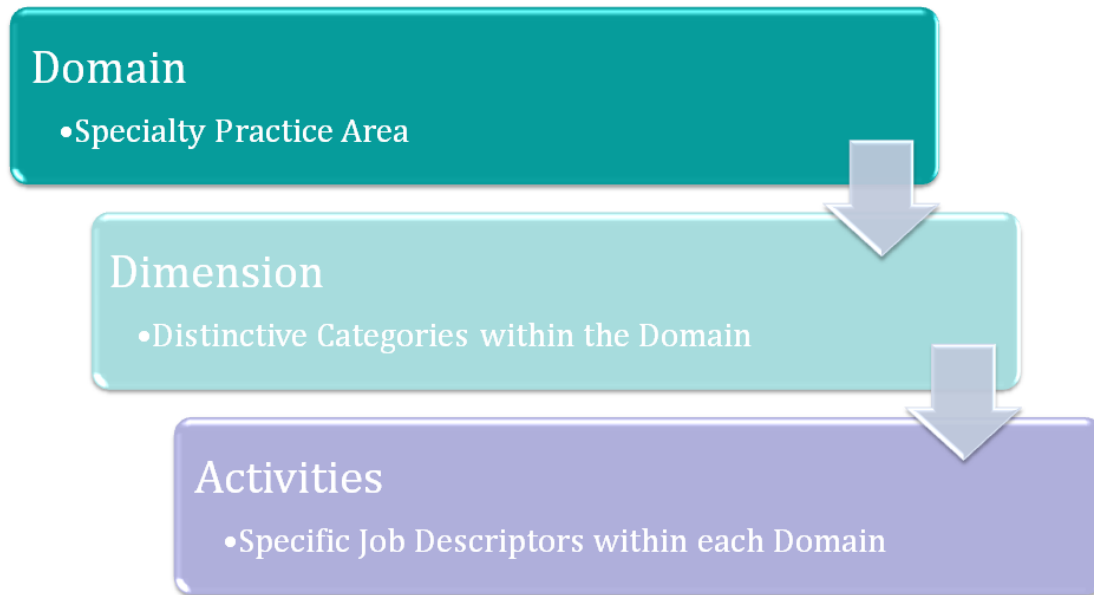 Domain
•Specialty Practice Area
Dimension
•Distinctive Categories within the Domain
Activities
•Specific Job Descriptors within each Domain